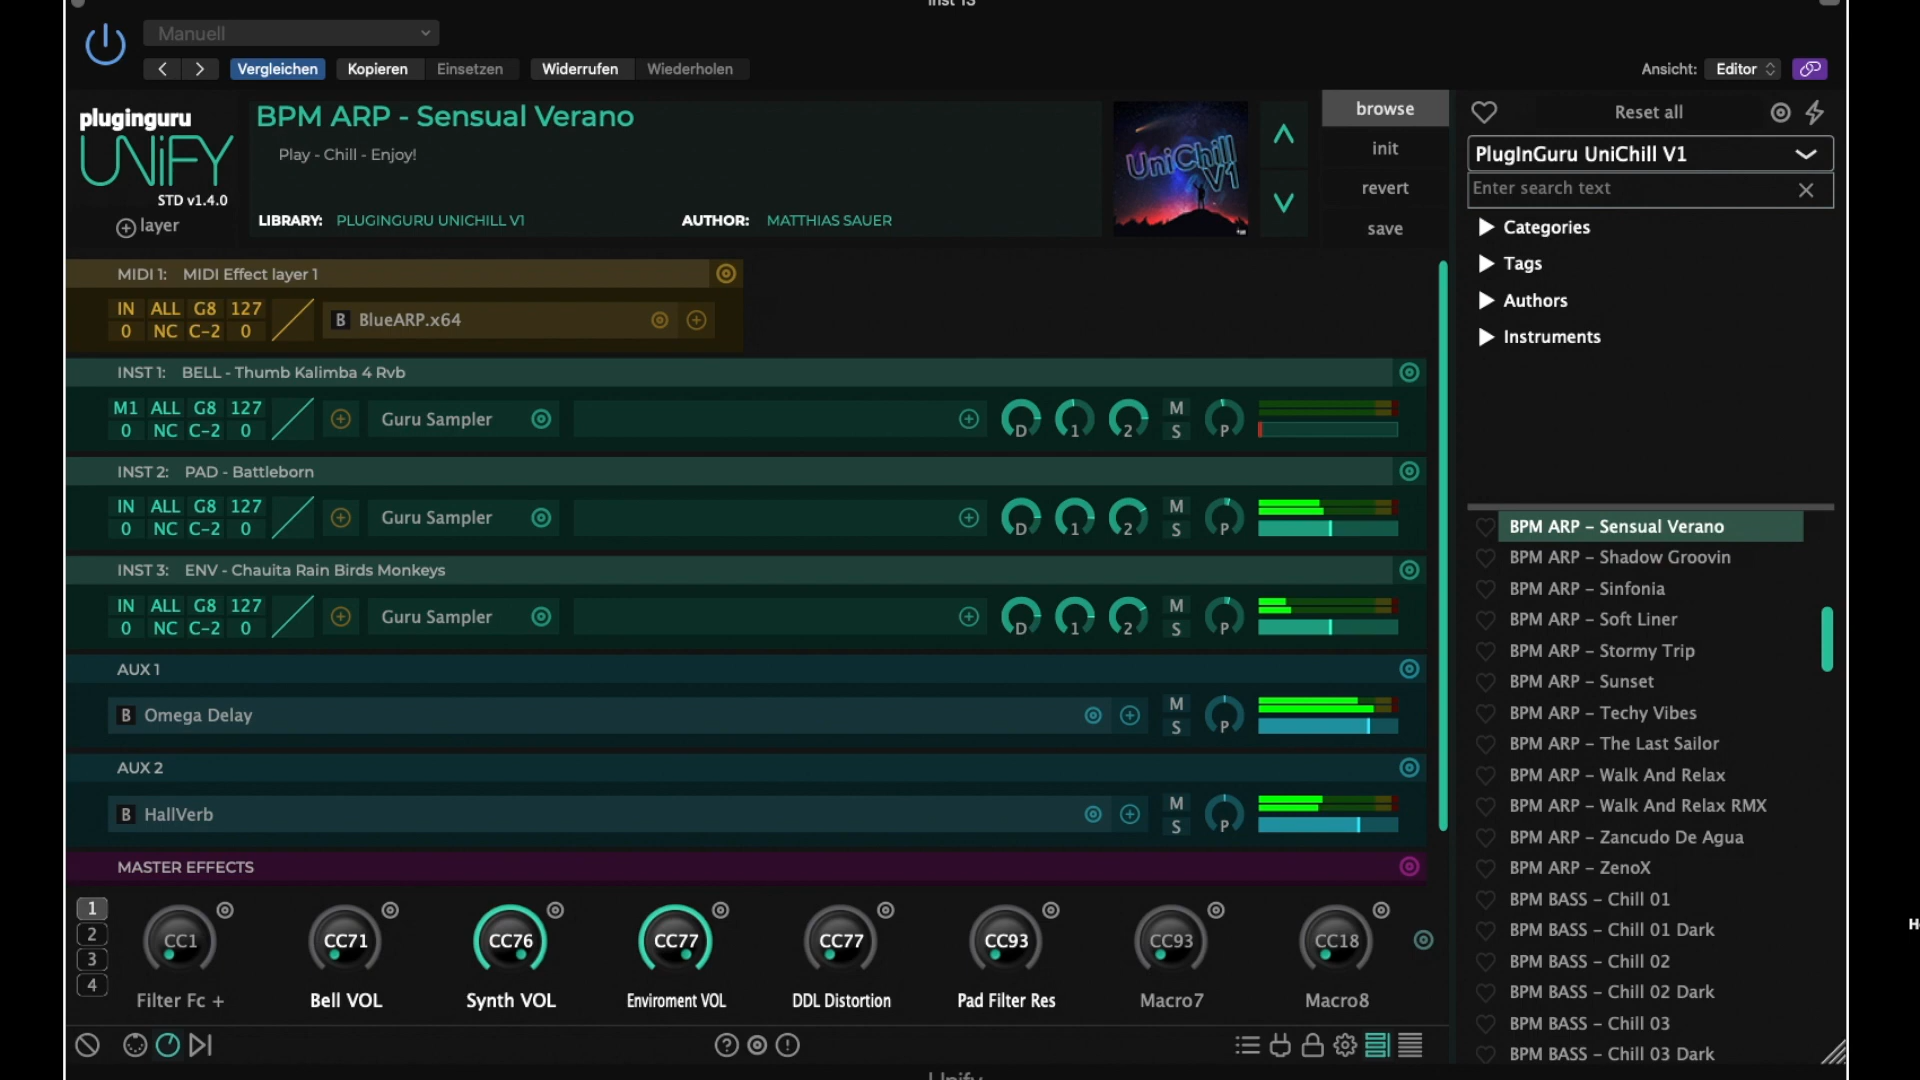 Inst 13
Manuell
Vergleichen Kopieren Einsetzen Widerrufen Wiederholen
Ansicht: Editor
pluginguru
UNiFY
STD v1.4.0
layer
BPM ARP - Sensual Verano
Play - Chill - Enjoy!
LIBRARY: PLUGINGURU UNICHILL V1 AUTHOR: MATTHIAS SAUER
UniChill
V1
browse
init
revert
save
Reset all
PlugInGuru UniChill V1
Enter search text
Categories
Tags
Authors
Instruments
MIDI 1: MIDI Effect layer 1
IN ALL G8 127
0 NC C-2 0
B BlueARP.x64
INST 1: BELL - Thumb Kalimba 4 Rvb
M1 ALL G8 127
0 NC C-2 0
Guru Sampler
D 1 2 M S P
INST 2: PAD - Battleborn
IN ALL G8 127
0 NC C-2 0
Guru Sampler
D 1 2 M S P
INST 3: ENV - Chauita Rain Birds Monkeys
IN ALL G8 127
0 NC C-2 0
Guru Sampler
D 1 2 M S P
AUX 1
B Omega Delay
M S P
AUX 2
B HallVerb
M S P
MASTER EFFECTS
1
2
3
4
CC1 CC71 CC76 CC77 CC77 CC93 CC93 CC18
Filter Fc + Bell VOL Synth VOL Enviroment VOL DDL Distortion Pad Filter Res Macro7 Macro8
BPM ARP – Sensual Verano
BPM ARP – Shadow Groovin
BPM ARP – Sinfonia
BPM ARP – Soft Liner
BPM ARP – Stormy Trip
BPM ARP – Sunset
BPM ARP – Techy Vibes
BPM ARP – The Last Sailor
BPM ARP – Walk And Relax
BPM ARP – Walk And Relax RMX
BPM ARP – Zancudo De Agua
BPM ARP – ZenoX
BPM BASS – Chill 01
BPM BASS – Chill 01 Dark
BPM BASS – Chill 02
BPM BASS – Chill 02 Dark
BPM BASS – Chill 03
BPM BASS – Chill 03 Dark
Unify